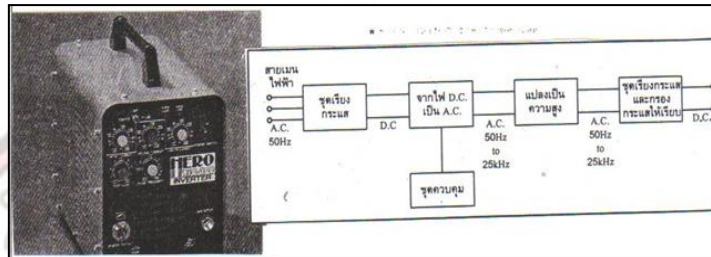 สายเมน
ไฟฟ้า
A.C.
50Hz
ชุดเรียง
กระแส
D.C
จากไฟ D.C.
เป็น A.C.
ชุดควบคุม
A.C.
50Hz
to
25kHz
แปลงเป็น
ความสูง
A.C.
50Hz
to
25kHz
ชุดเรียงกระแส
และกรอง
กระแสให้เรียบ
D.C.
HERO
INVERTER